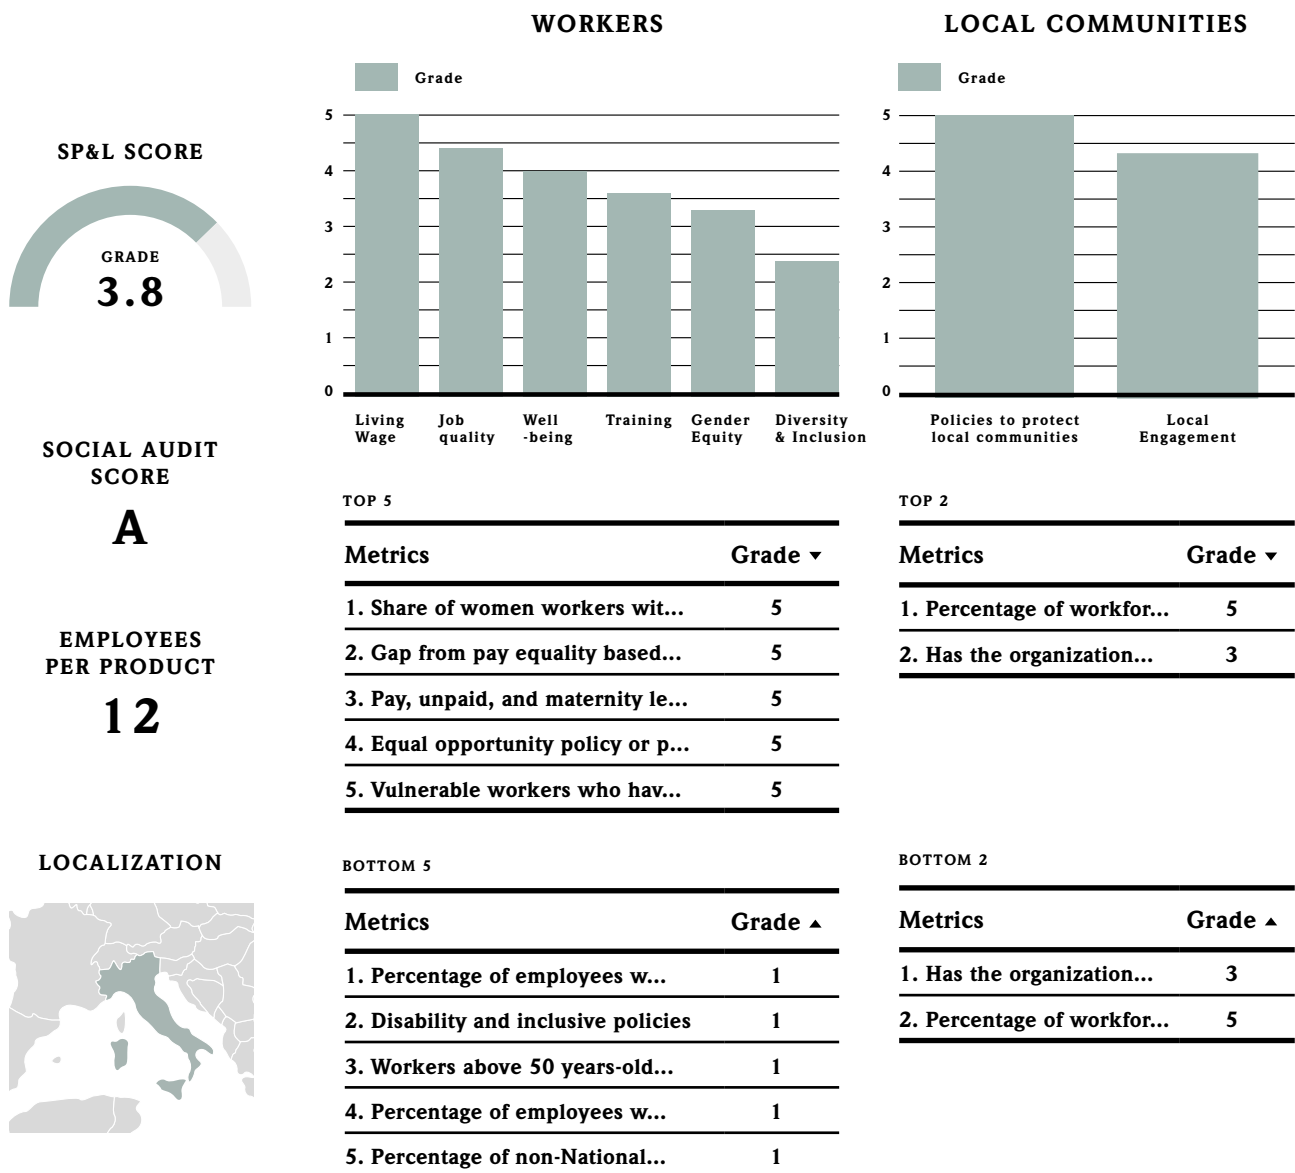 SP&L SCORE
GRADE
3.8
SOCIAL AUDIT
SCORE
A
EMPLOYEES
PER PRODUCT
12
LOCALIZATION
WORKERS
Grade
5
4
3
2
1
0
Living
Wage
Job
quality
Well
-being
Training
Gender
Equity
Diversity
& Inclusion
TOP 5
Metrics Grade ▼
1. Share of women workers wit... 5
2. Gap from pay equality based... 5
3. Pay, unpaid, and maternity le... 5
4. Equal opportunity policy or p... 5
5. Vulnerable workers who hav... 5
BOTTOM 5
Metrics Grade ▲
1. Percentage of employees w... 1
2. Disability and inclusive policies 1
3. Workers above 50 years-old... 1
4. Percentage of employees w... 1
5. Percentage of non-National... 1
LOCAL COMMUNITIES
Grade
5
4
3
2
1
0
Policies to protect
local communities
Local
Engagement
TOP 2
Metrics Grade ▼
1. Percentage of workfor... 5
2. Has the organization... 3
BOTTOM 2
Metrics Grade ▲
1. Has the organization... 3
2. Percentage of workfor... 5